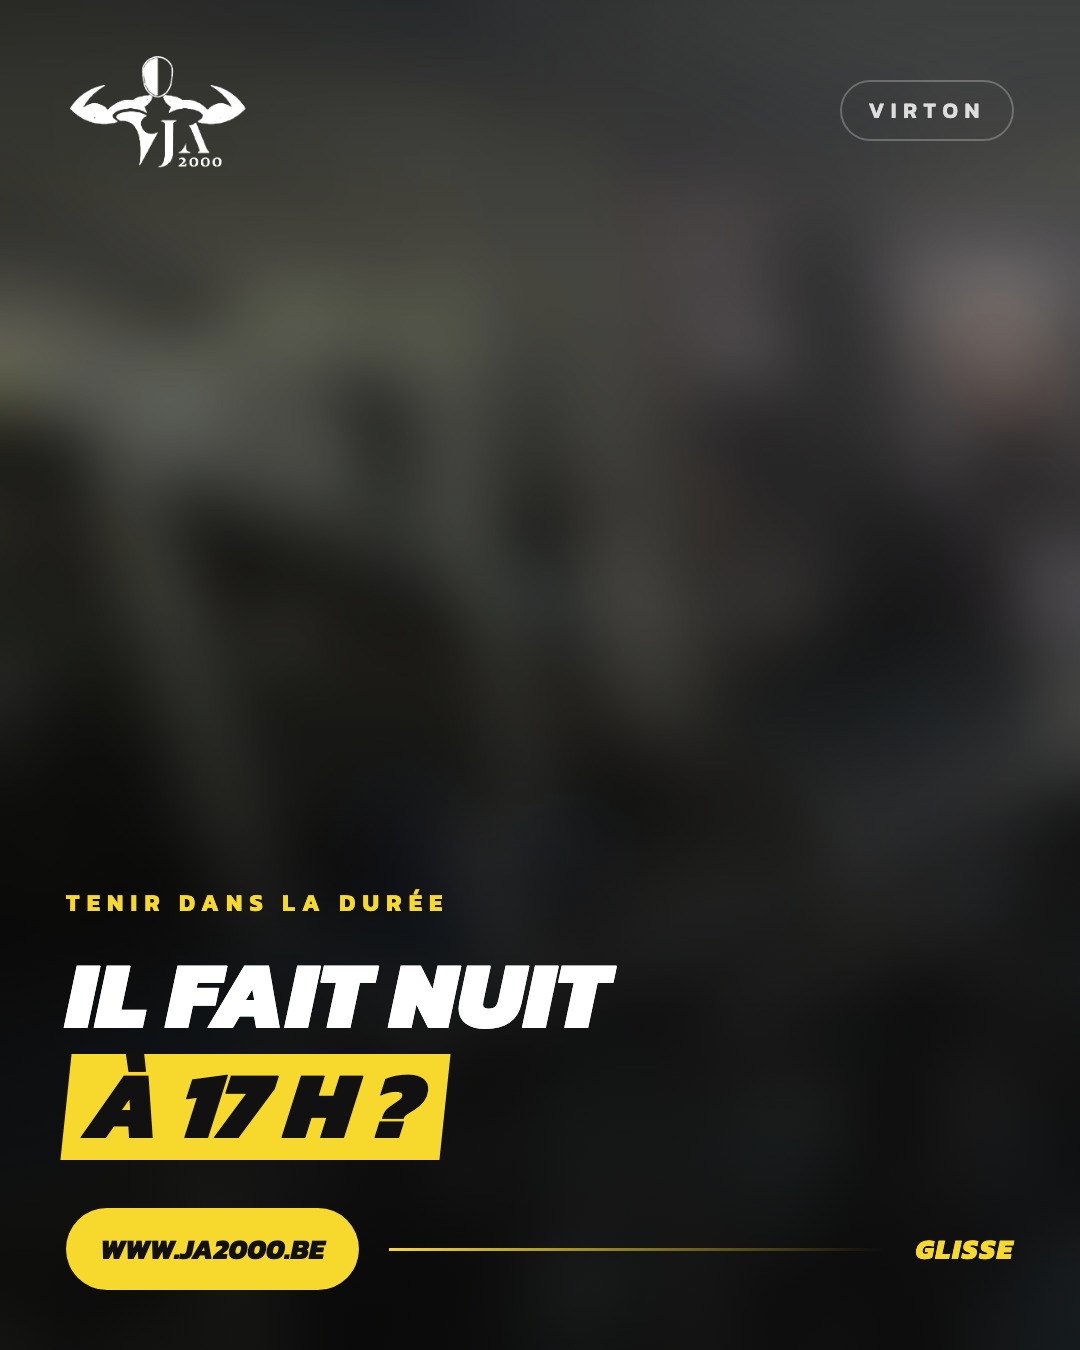 JA
2000
VIRTON
TENIR DANS LA DURÉE
IL FAIT NUIT
À 17 H ?
WWW.JA2000.BE
GLISSE